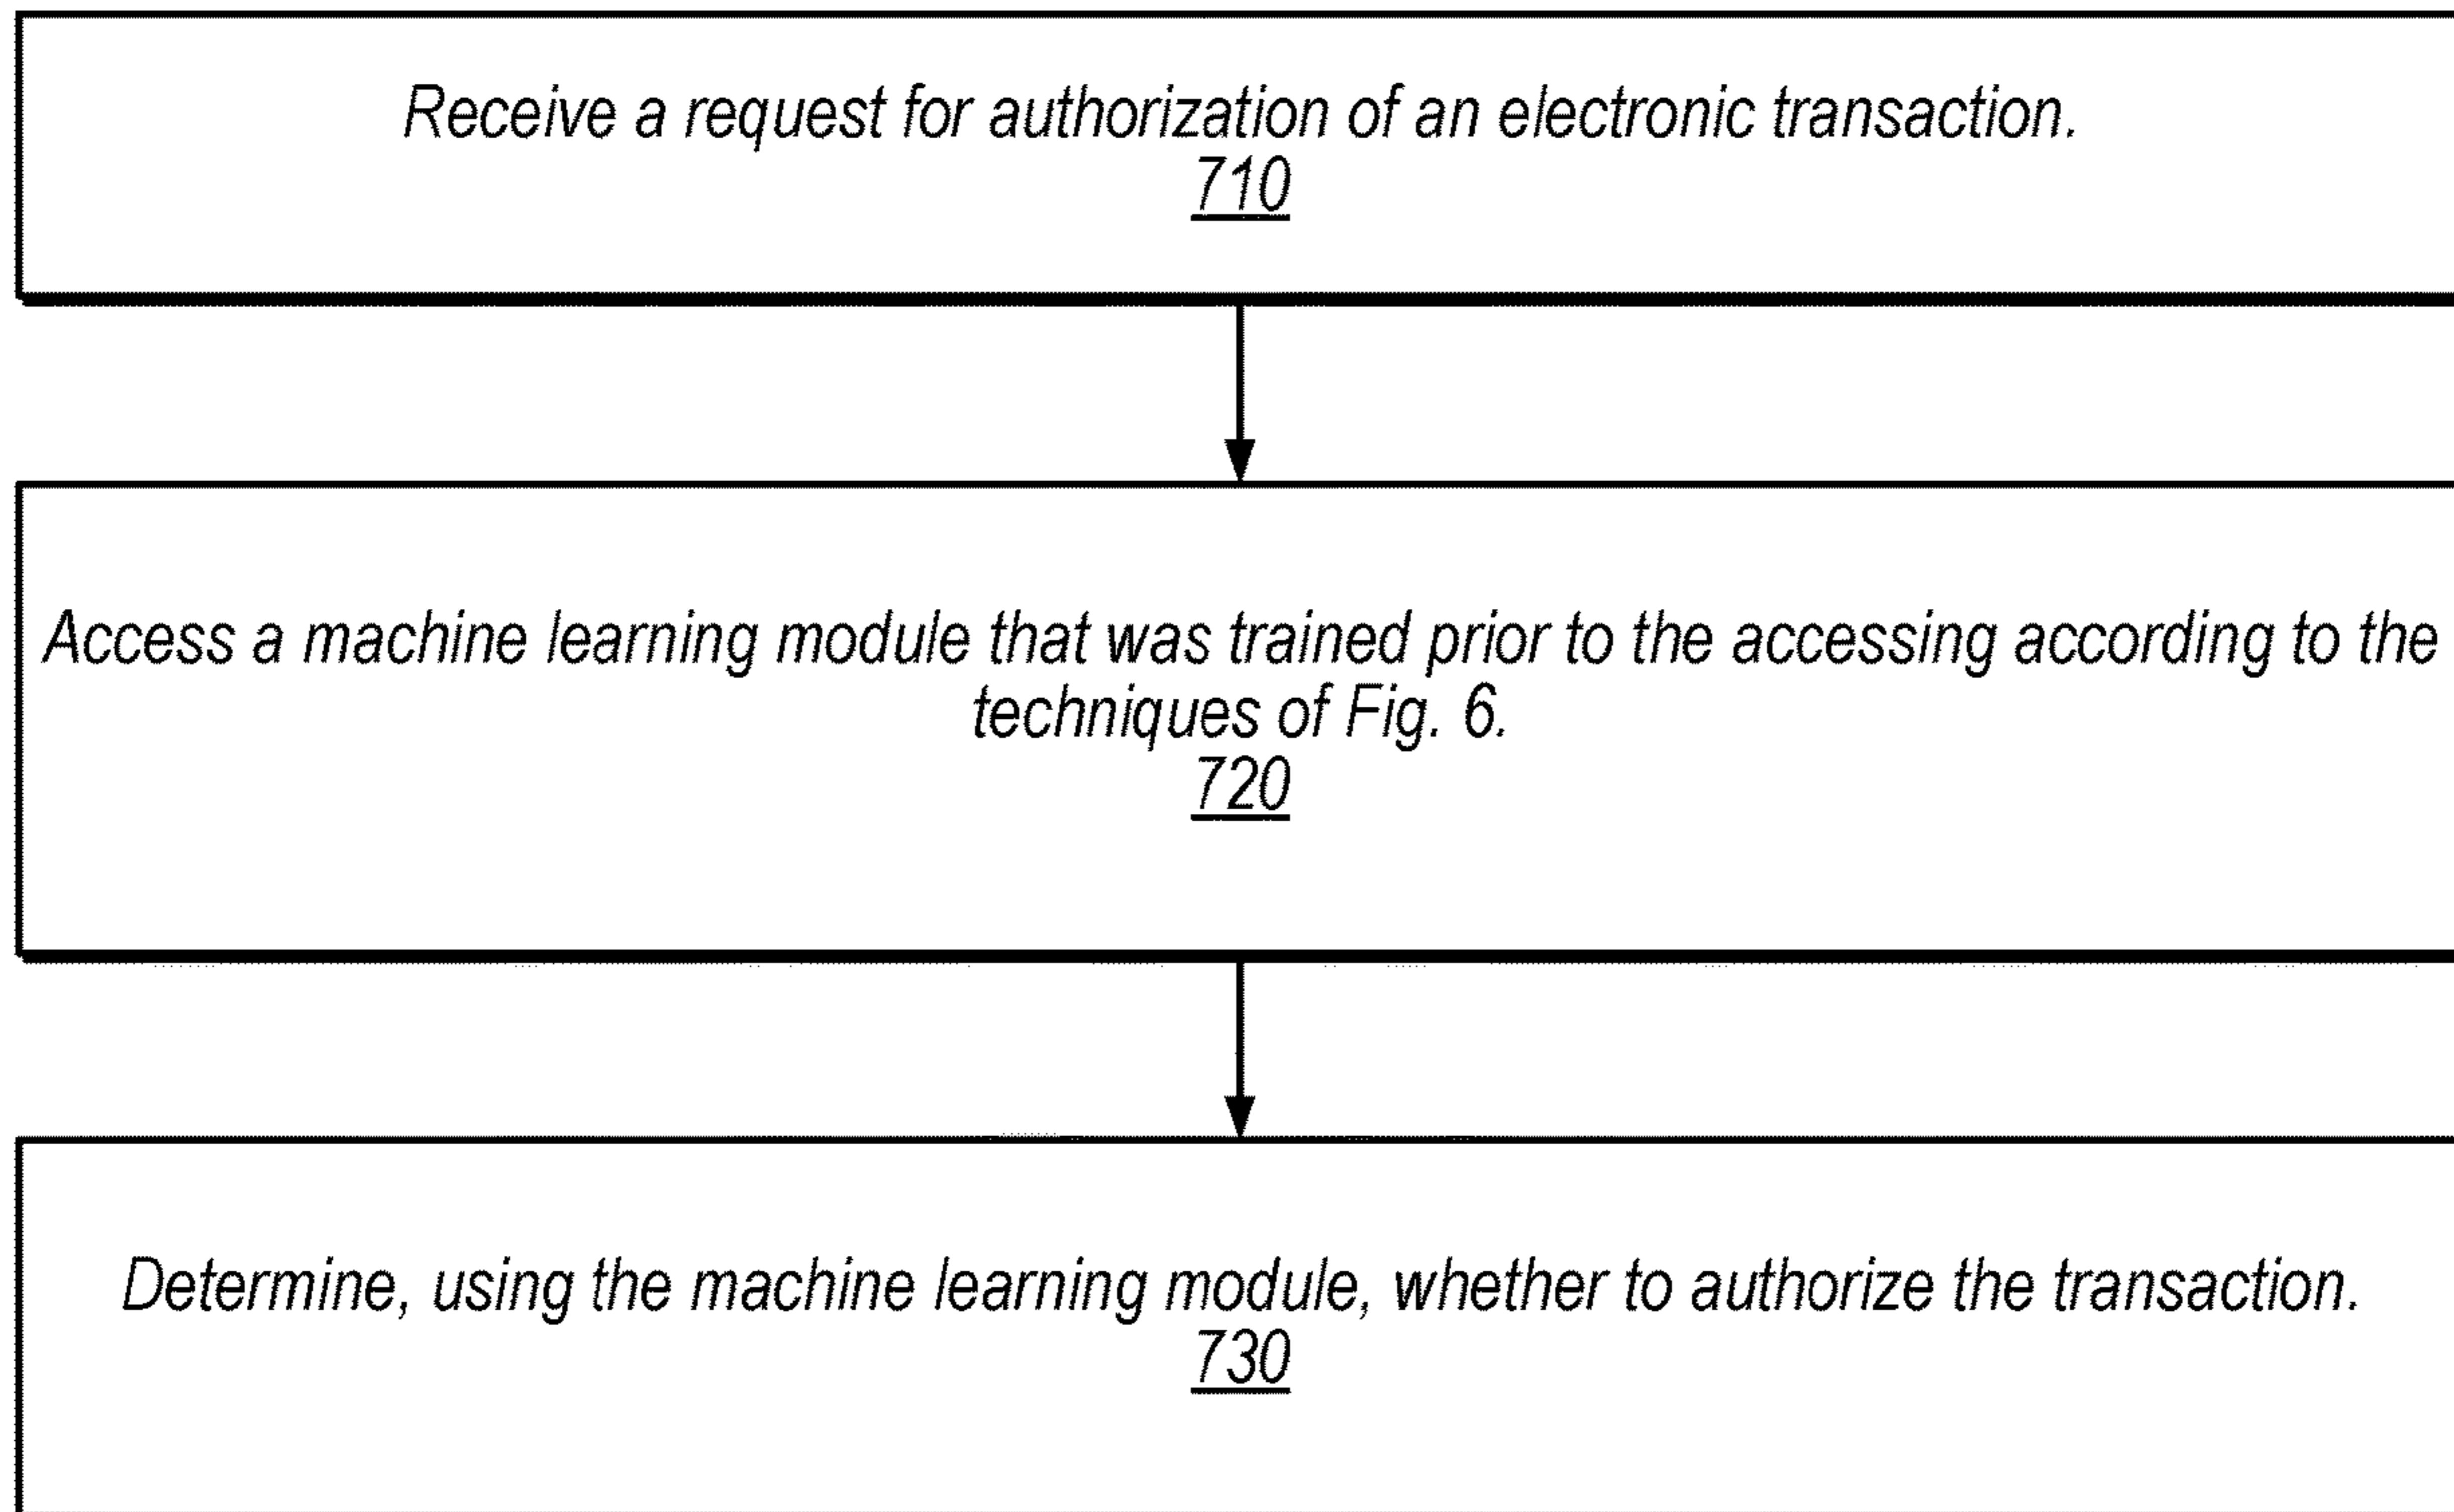 Receive a request for authorization of an electronic transaction.
710
Access a machine learning module that was trained prior to the accessing according to the
techniques of Fig. 6.
720
Determine, using the machine learning module, whether to authorize the transaction.
730